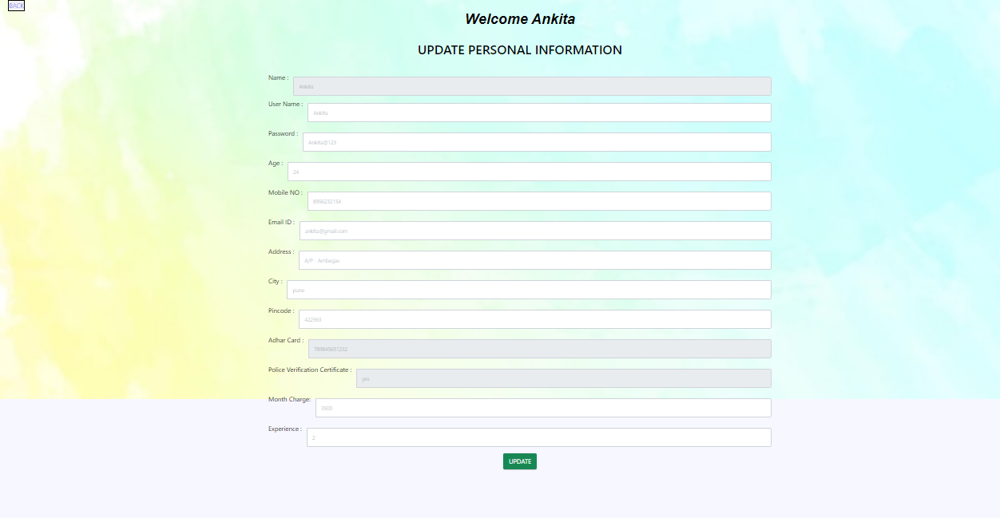 BACK
Welcome Ankita
UPDATE PERSONAL INFORMATION
Name : Ankita
User Name : Ankita
Password : Ankita@123
Age : 24
Mobile NO : 8956232154
Email ID : ankita@gmail.com
Address : A/P - Ambegav
City : pune
Pincode : 422563
Adhar Card : 789645651232
Police Verification Certificate : yes
Month Charge: 3500
Experience : 2
UPDATE